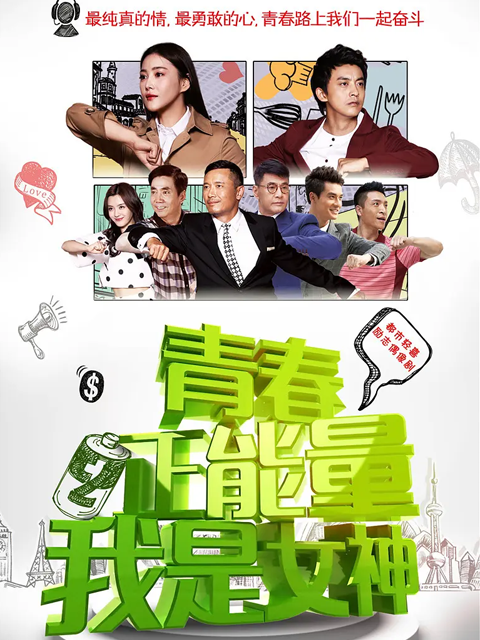 最纯真的情, 最勇敢的心, 青春路上我们一起奋斗
LOVE
都市轻喜
励志偶像剧
$
青春
正能量
我是女神